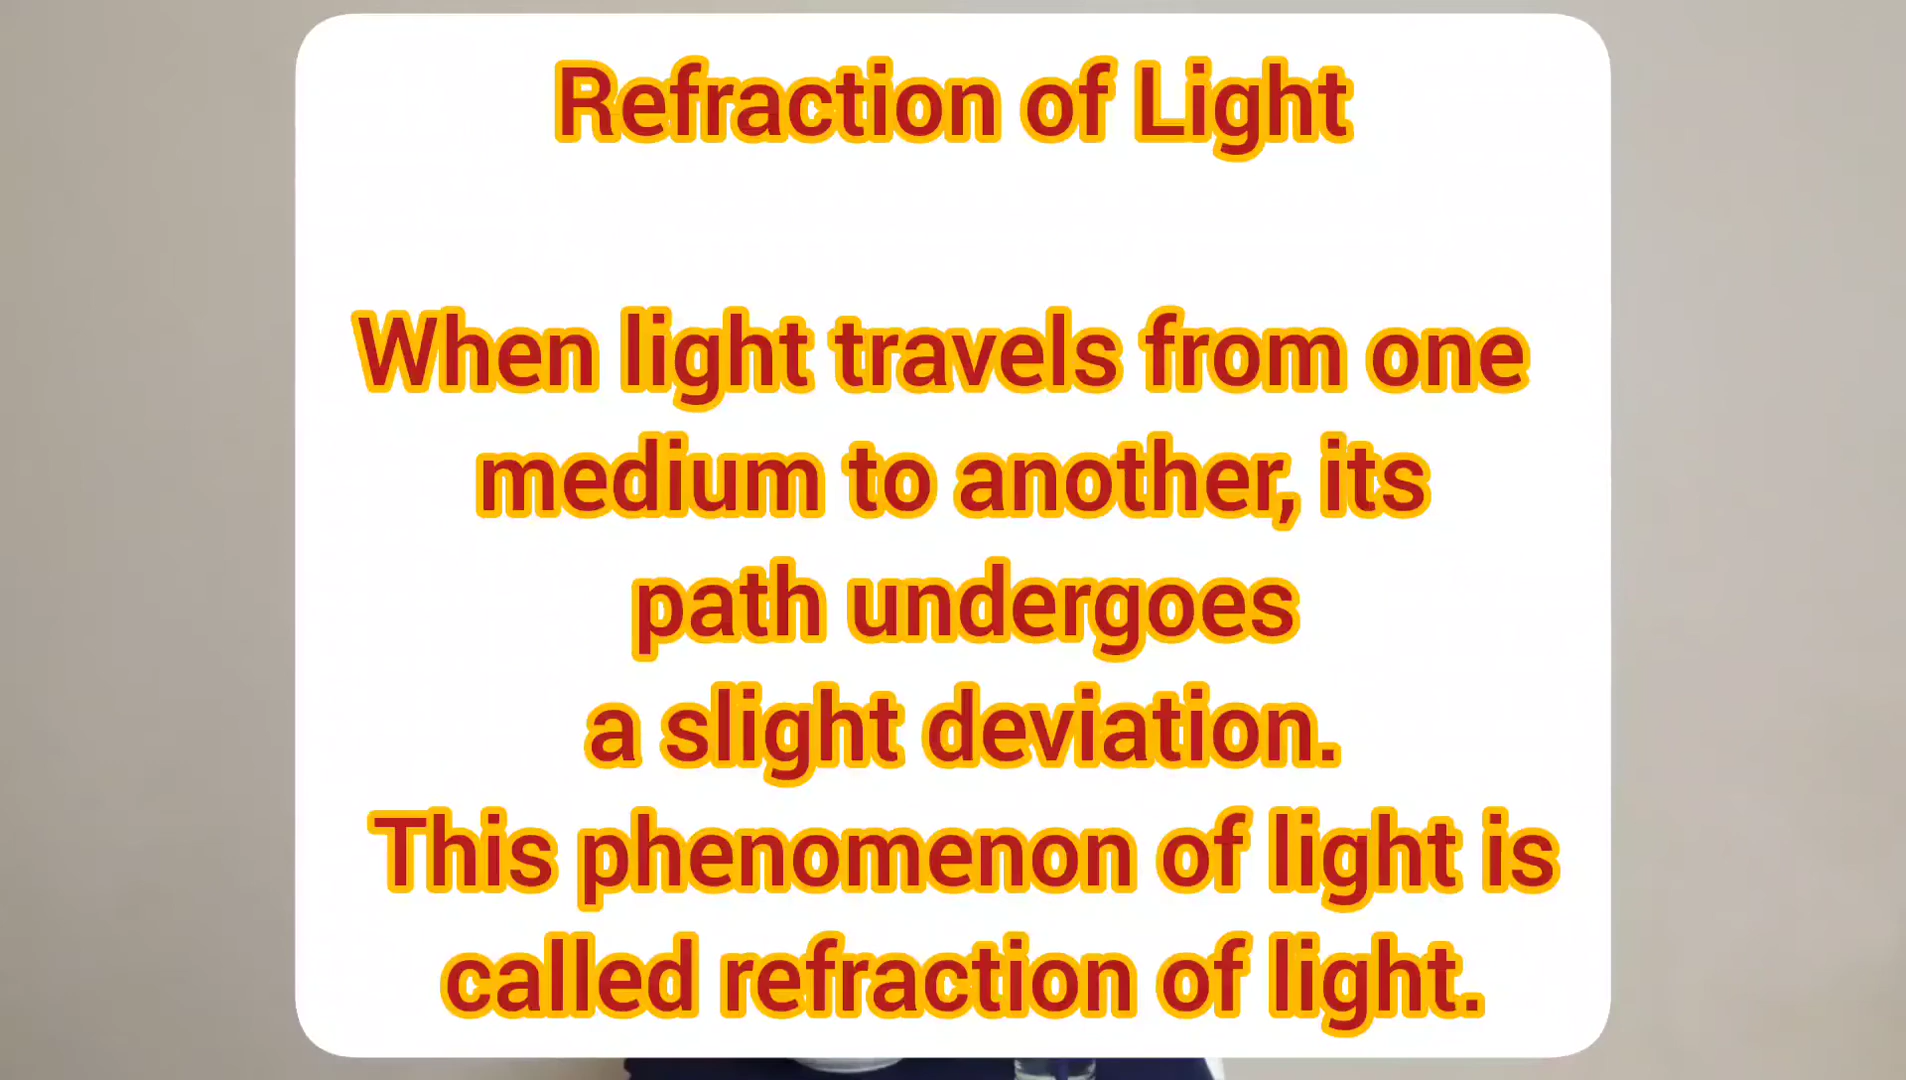 Refraction of Light
When light travels from one
medium to another, its
path undergoes
a slight deviation.
This phenomenon of light is
called refraction of light.